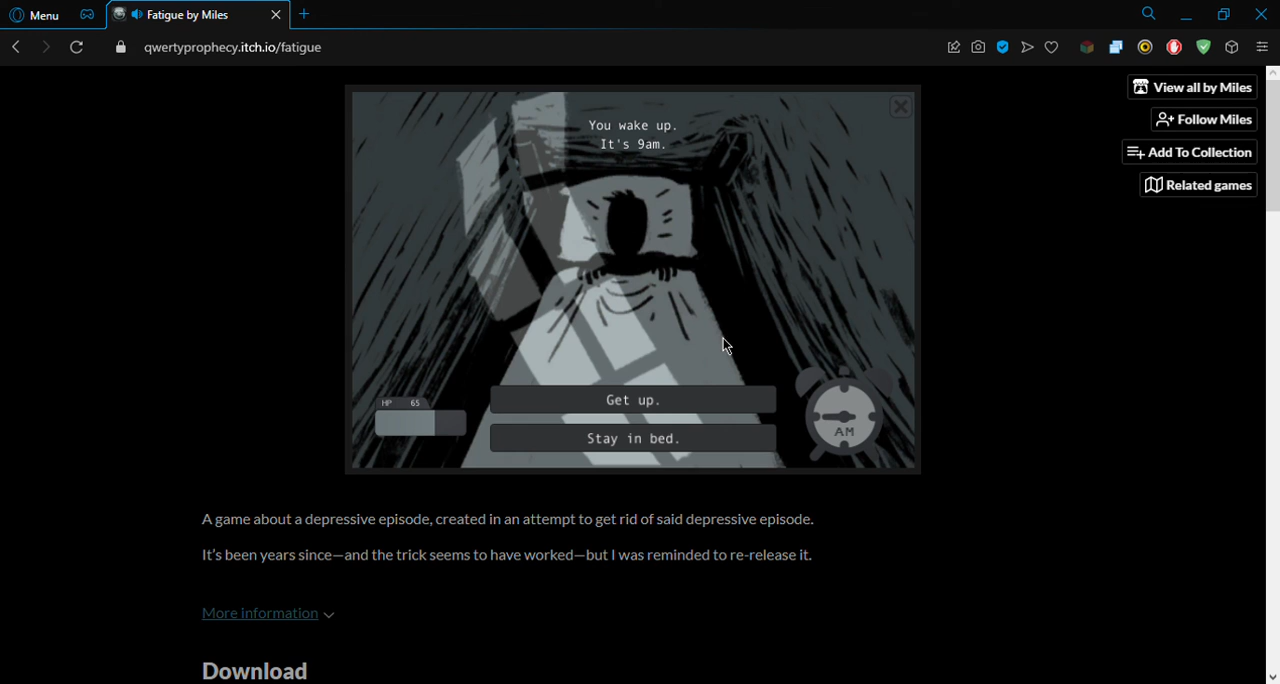 Menu
Fatigue by Miles
qwertyprophecy.itch.io/fatigue
View all by Miles
Follow Miles
Add To Collection
Related games
You wake up.
It's 9am.
HP 65
Get up.
Stay in bed.
AM
A game about a depressive episode, created in an attempt to get rid of said depressive episode.
It's been years since—and the trick seems to have worked—but I was reminded to re-release it.
More information
Download